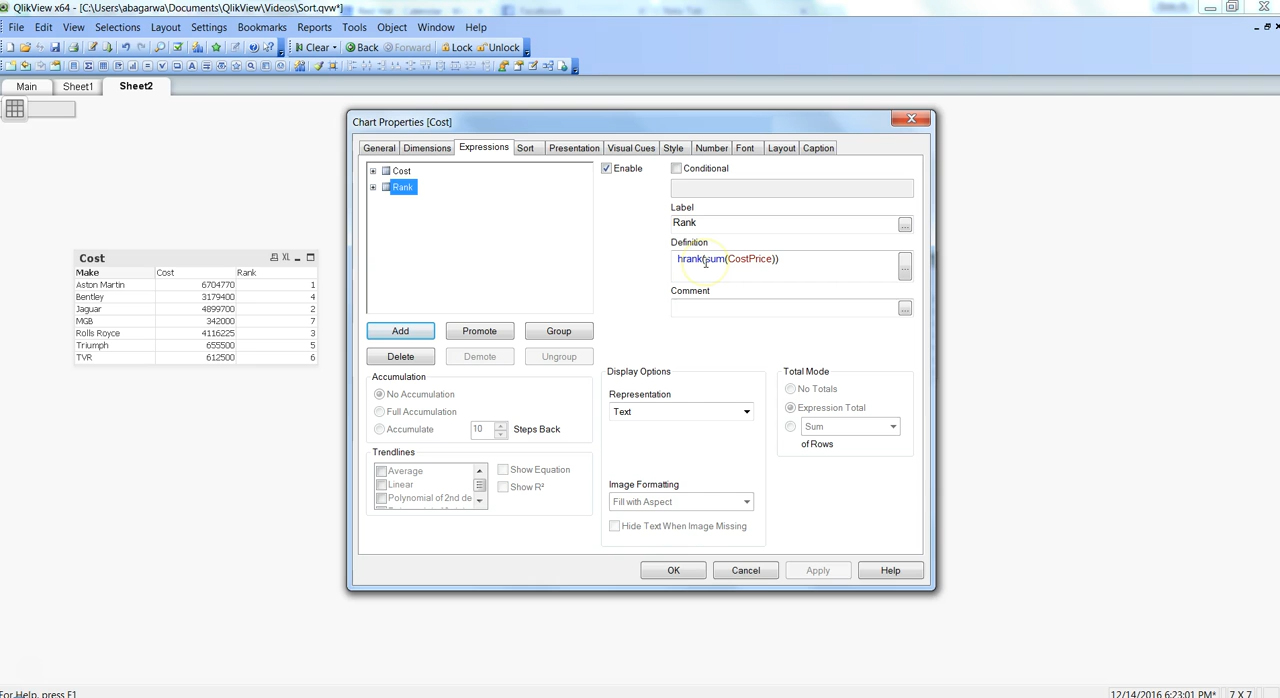 QlikView x64 - [C:\Users\abagarwa\Documents\QlikView\Videos\Sort.qvw*]
File Edit View Selections Layout Settings Bookmarks Reports Tools Object Window Help
Clear Back Forward Lock Unlock
Main Sheet1 Sheet2
Chart Properties [Cost]
General Dimensions Expressions Sort Presentation Visual Cues Style Number Font Layout Caption
Cost
Rank
Enable
Conditional
Label
Rank
...
Definition
hrank(sum(CostPrice))
...
Comment
...
Add Promote Group
Delete Demote Ungroup
Accumulation
No Accumulation
Full Accumulation
Accumulate 10 Steps Back
Trendlines
Average
Linear
Polynomial of 2nd de
Show Equation
Show R²
Display Options
Representation
Text
Image Formatting
Fill with Aspect
Hide Text When Image Missing
Total Mode
No Totals
Expression Total
Sum
of Rows
OK Cancel Apply Help
Cost XL
Make Cost Rank
Aston Martin 6704770 1
Bentley 3179400 4
Jaguar 4899700 2
MGB 342000 7
Rolls Royce 4116225 3
Triumph 655500 5
TVR 612500 6
For Help, press F1
12/14/2016 6:23:01 PM* 7 X 7